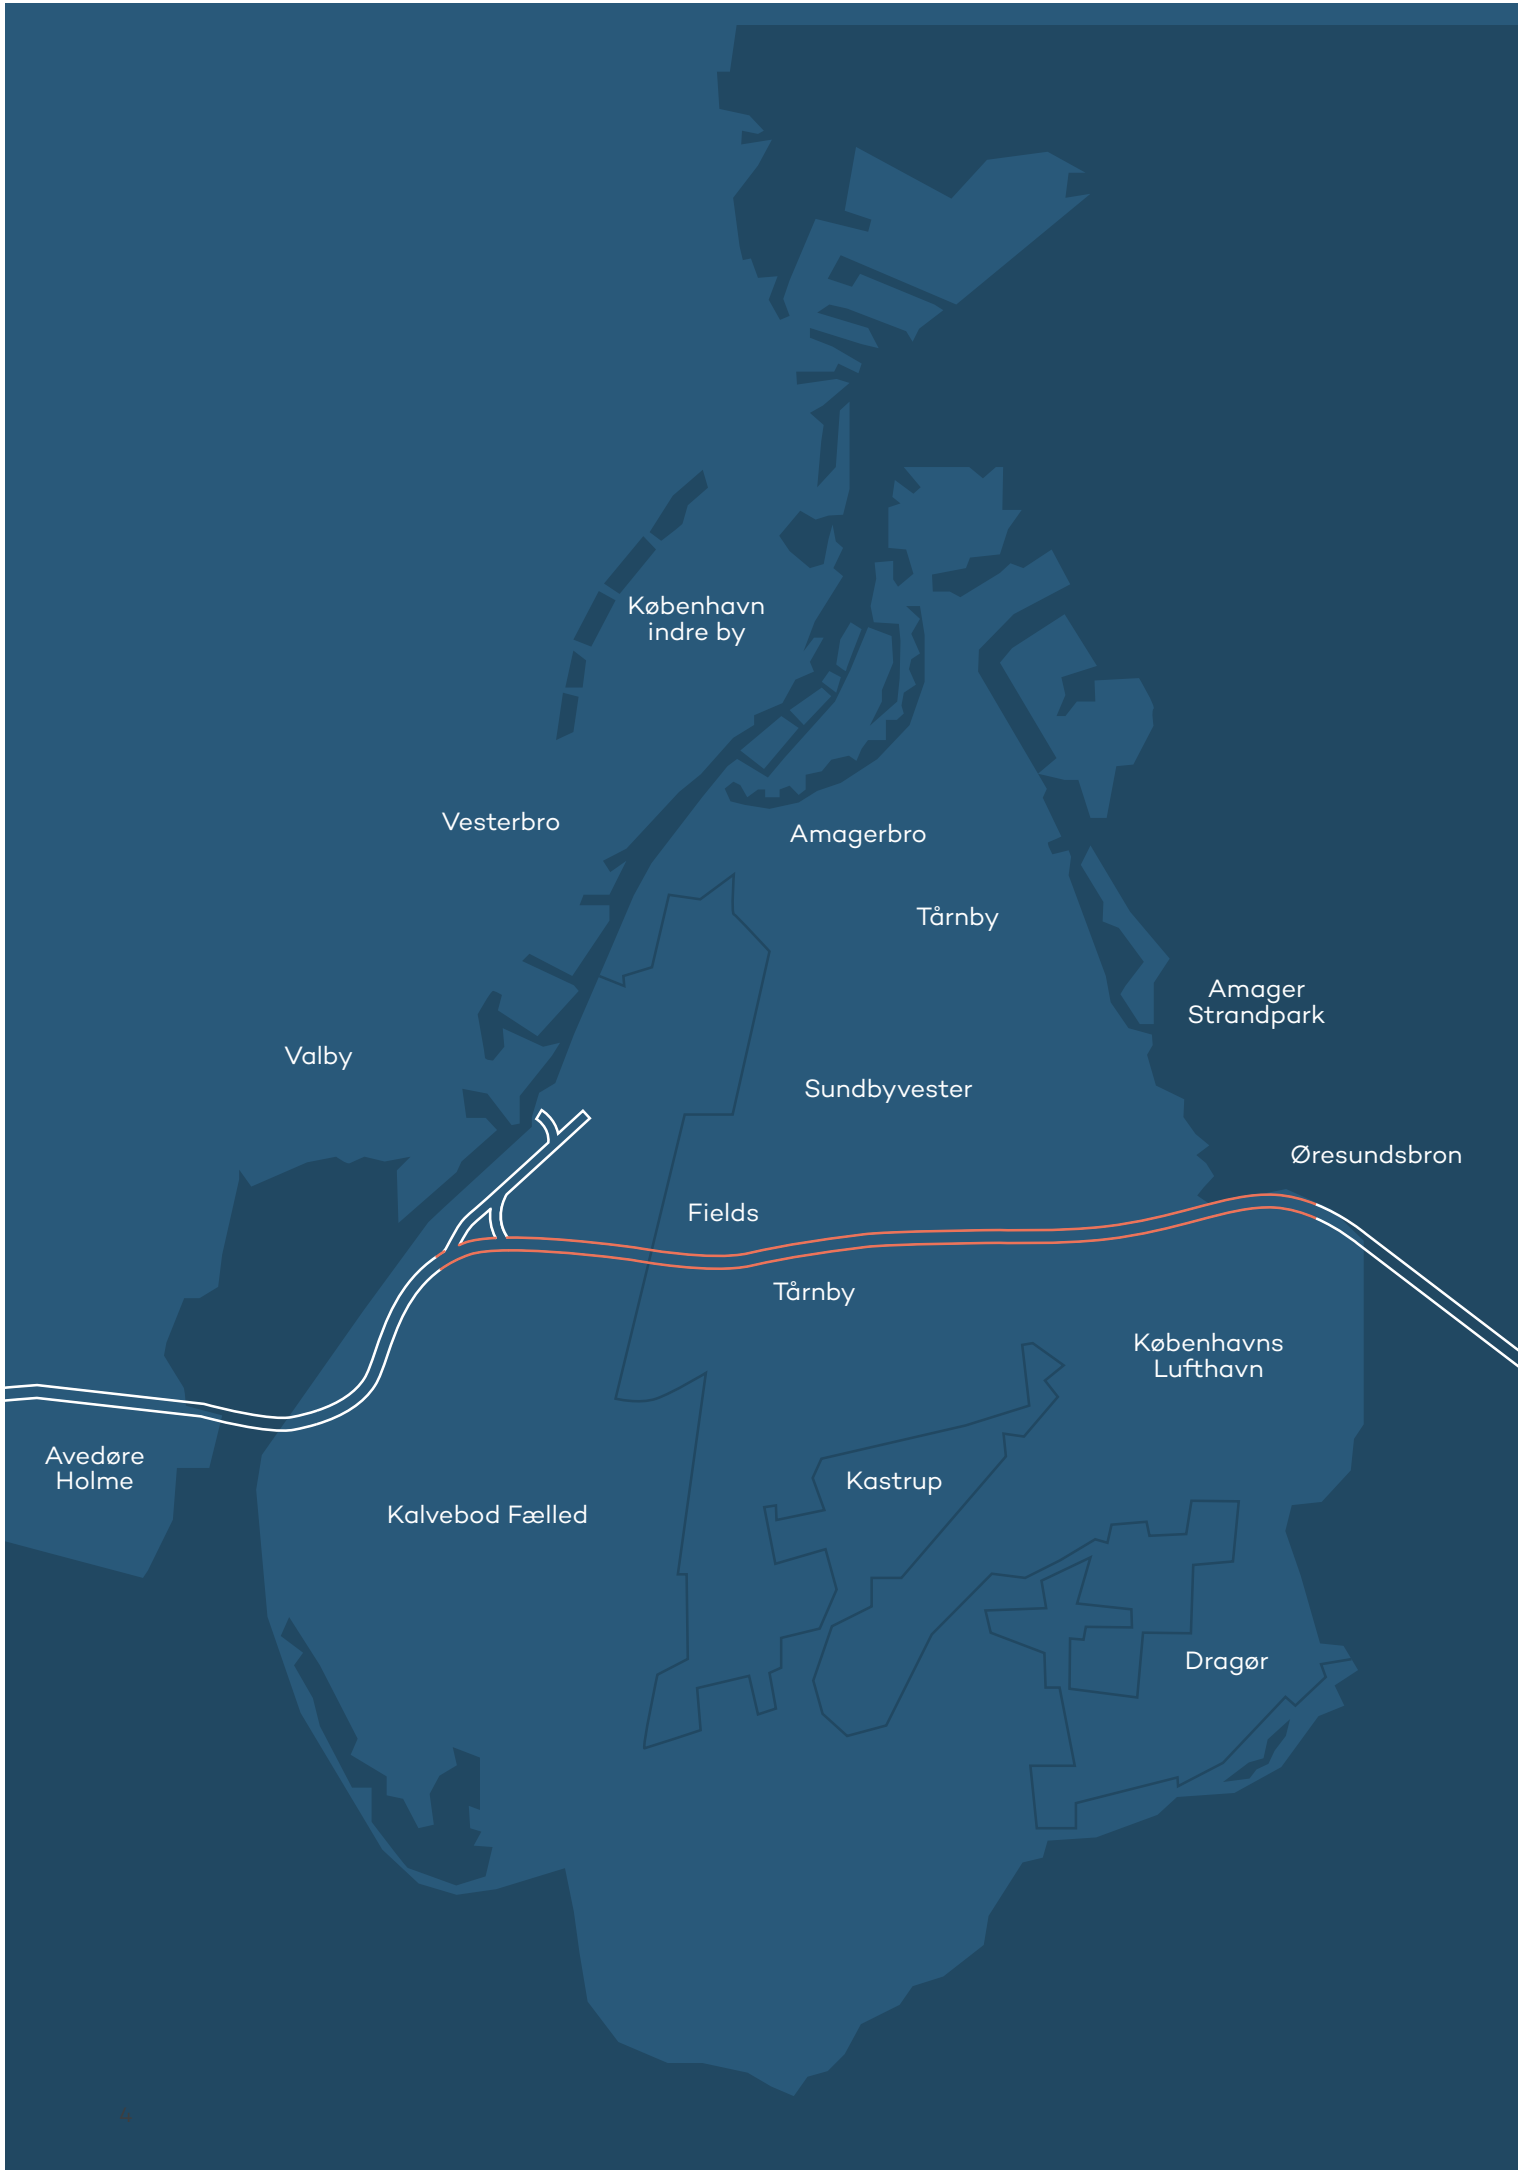 København
indre by
Vesterbro
Amagerbro
Tårnby
Amager
Strandpark
Valby
Sundbyvester
Øresundsbron
Fields
Tårnby
Københavns
Lufthavn
Avedøre
Holme
Kastrup
Kalvebod Fælled
Dragør